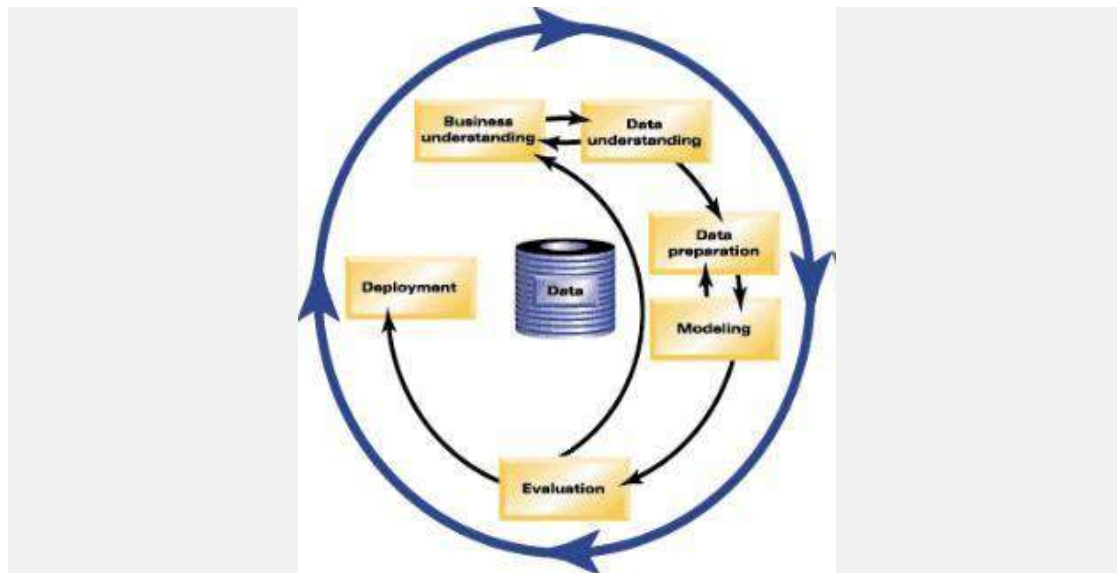 Business
understanding
Data
understanding
Data
preparation
Deployment
Data
Modeling
Evaluation